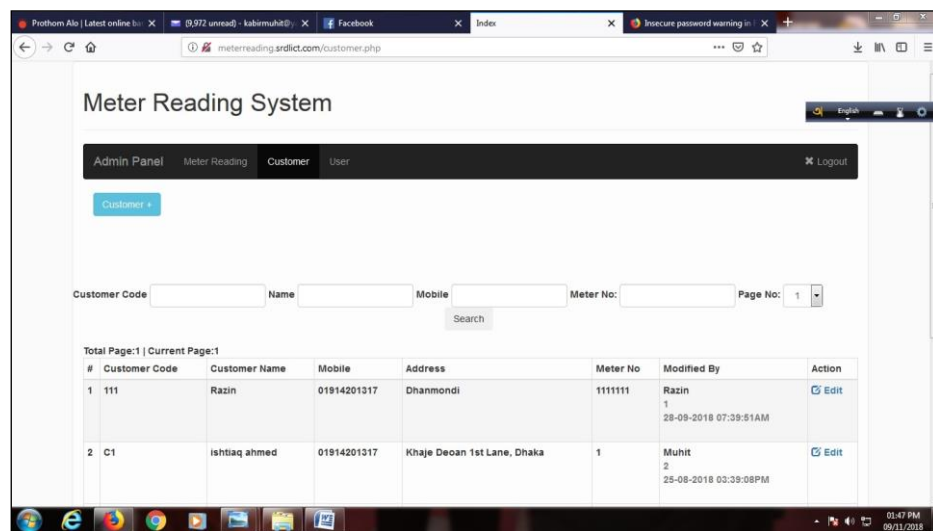 Prothom Alo | Latest online ba
(9,972 unread) - kabirmuhit@y
Facebook
Index
Insecure password warning in
meterreading.srdlict.com/customer.php
Meter Reading System
English
Admin Panel Meter Reading Customer User Logout
Customer +
Customer Code Name Mobile Meter No: Page No: 1
Search
Total Page:1 | Current Page:1
# Customer Code Customer Name Mobile Address Meter No Modified By Action
1 111 Razin 01914201317 Dhanmondi 1111111 Razin Edit
1
28-09-2018 07:39:51AM
2 C1 ishtiaq ahmed 01914201317 Khaje Deoan 1st Lane, Dhaka 1 Muhit Edit
2
25-08-2018 03:39:08PM
01:47 PM
09/11/2018